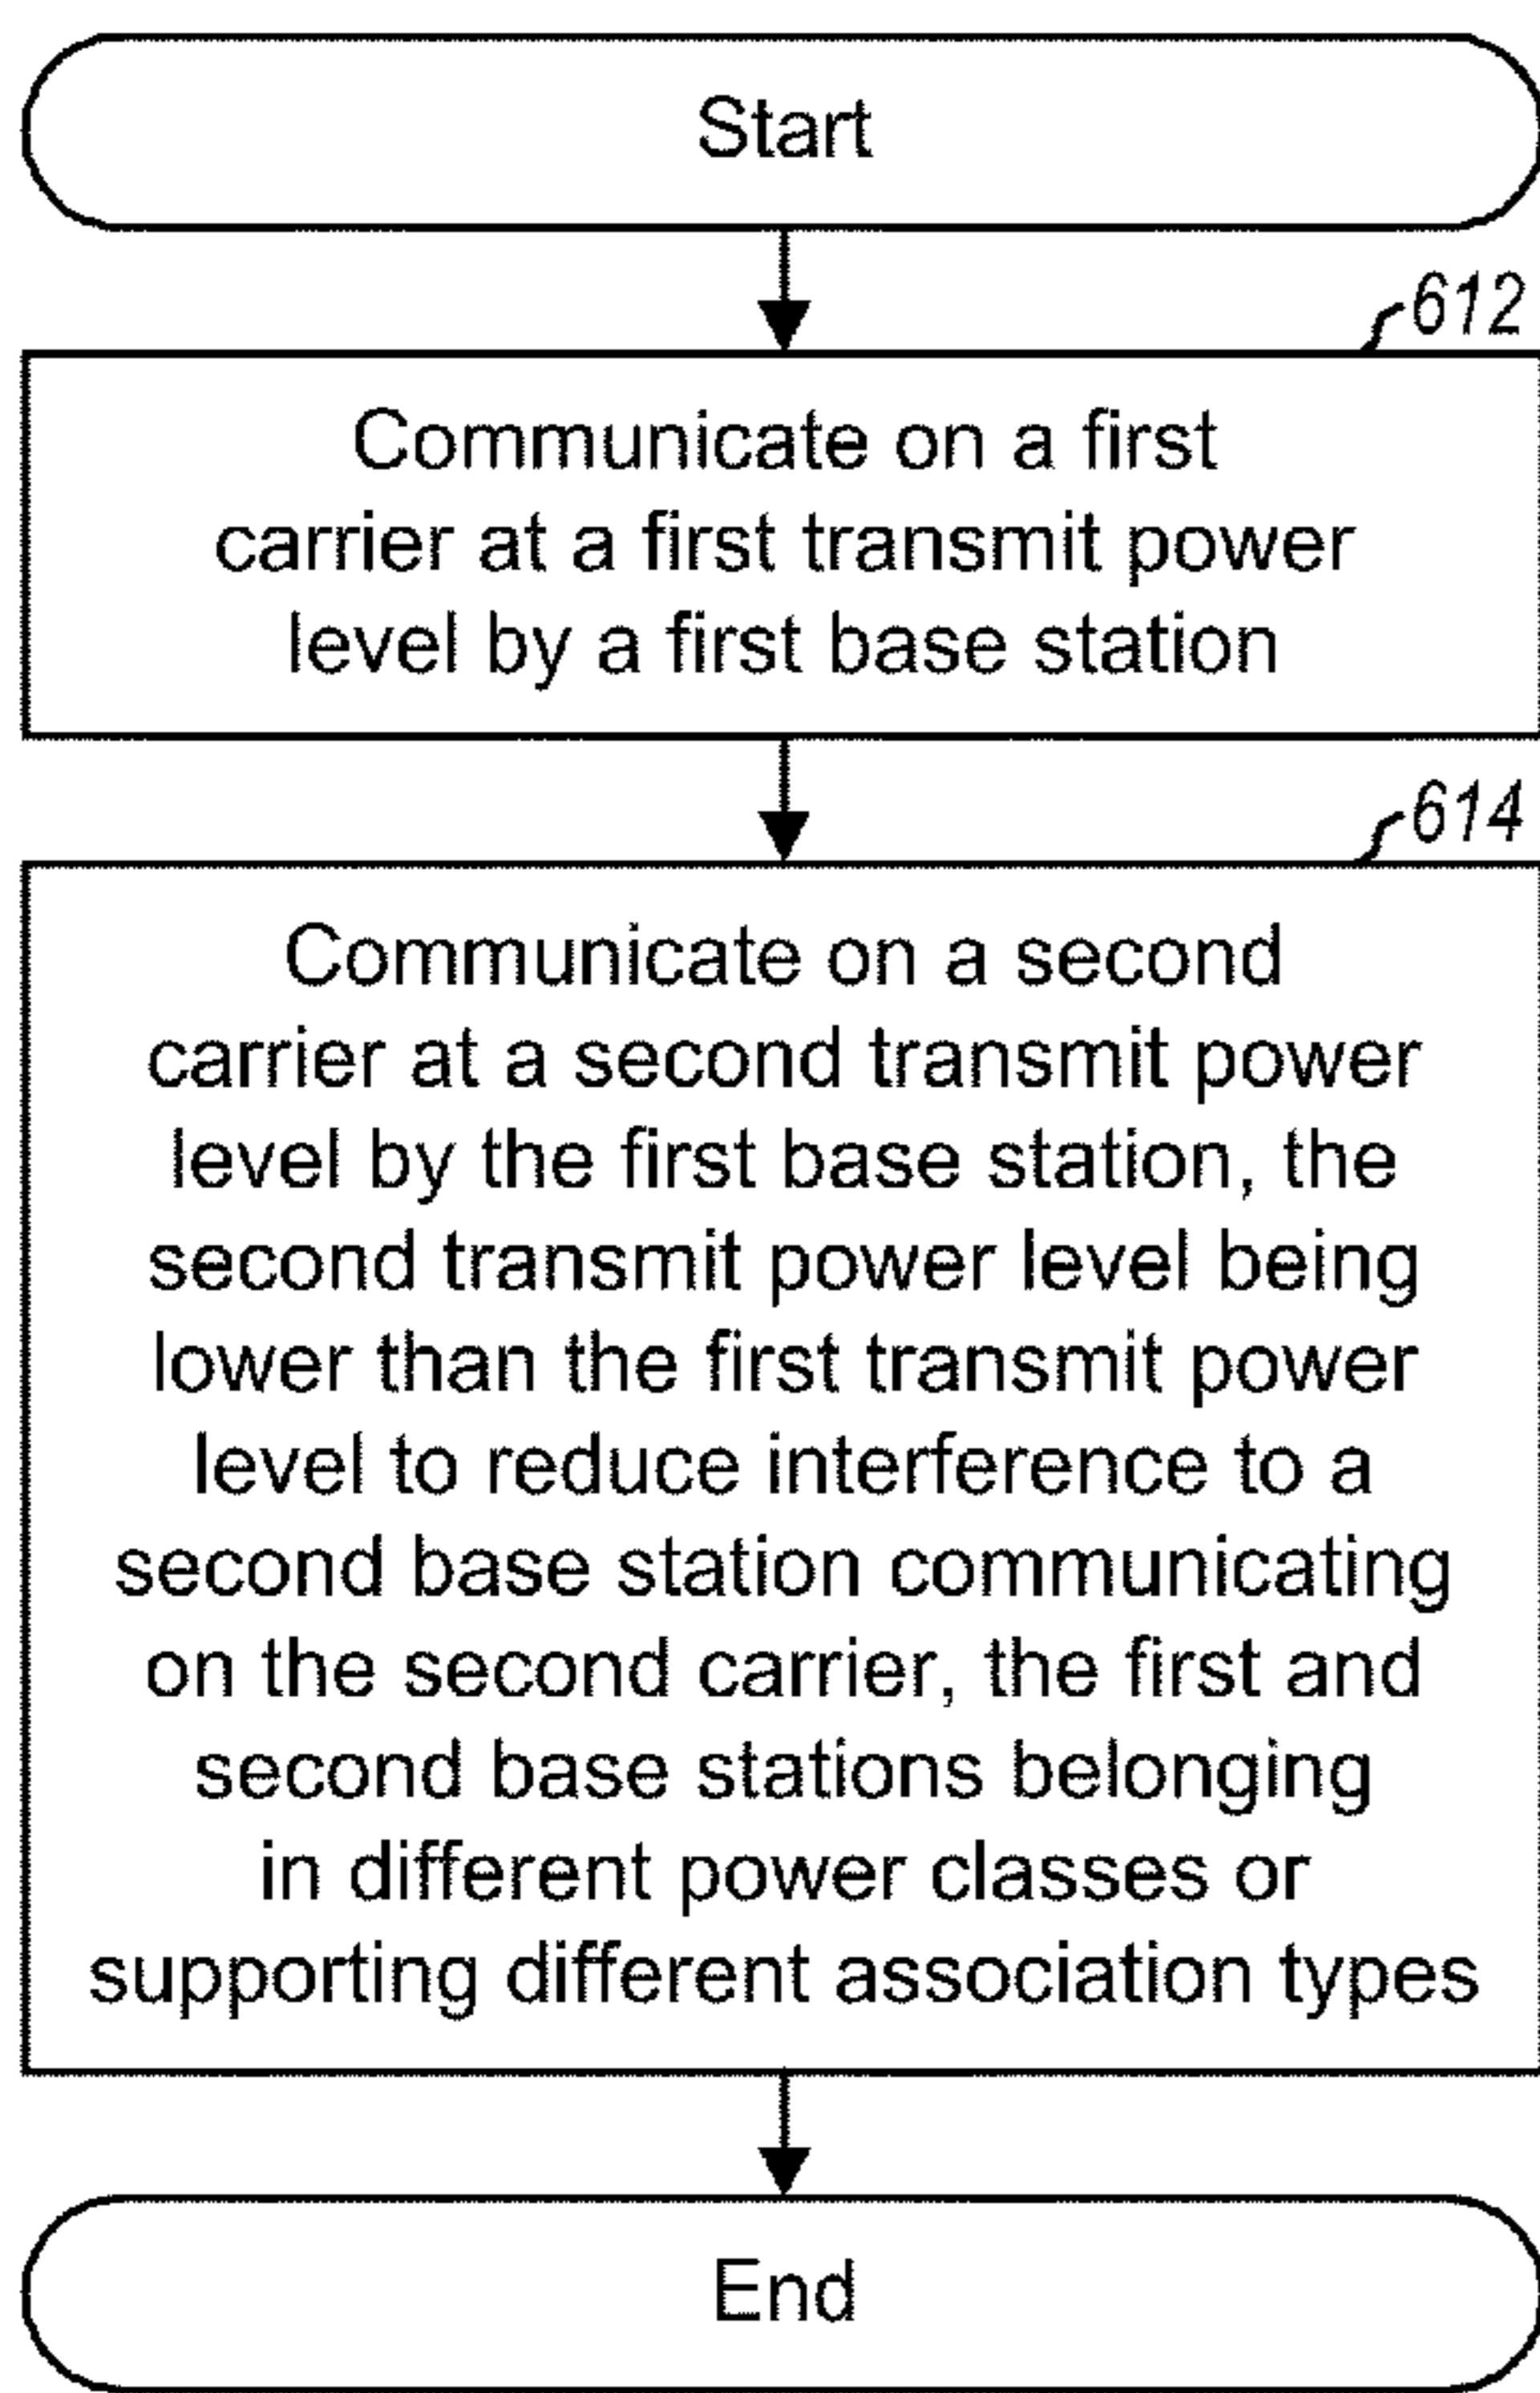 Start
612
Communicate on a first
carrier at a first transmit power
level by a first base station
614
Communicate on a second
carrier at a second transmit power
level by the first base station, the
second transmit power level being
lower than the first transmit power
level to reduce interference to a
second base station communicating
on the second carrier, the first and
second base stations belonging
in different power classes or
supporting different association types
End